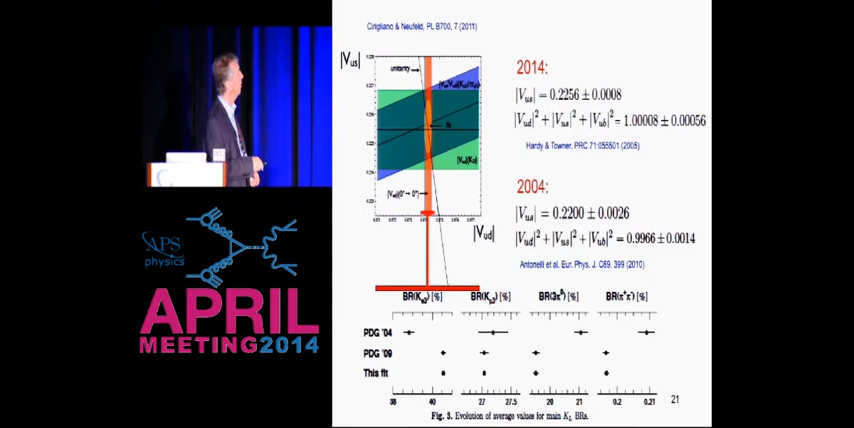 Cirigliano & Neufeld, PL B700, 7 (2011)
|Vus|
unitarity
fit
|Vus|(Kl3)
|Vud|(0+ → 0+)
|Vud|
2014:
|Vus| = 0.2256 ± 0.0008
|Vud|² + |Vus|² + |Vub|² = 1.00008 ± 0.00056
Hardy & Towner, PRC 71:055501 (2005)
2004:
|Vus| = 0.2200 ± 0.0026
|Vud|² + |Vus|² + |Vub|² = 0.9966 ± 0.0014
Antonelli et al. Eur. Phys. J. C69, 399 (2010)
BR(Ke3) [%] BR(Kμ3) [%] BR(3π0) [%] BR(π+π-) [%]
PDG '04
PDG '09
This fit
38 40 27 27.5 20 21 0.2 0.21
21
Fig. 3. Evolution of average values for main KL BRs.
APS
physics
APRIL
MEETING2014